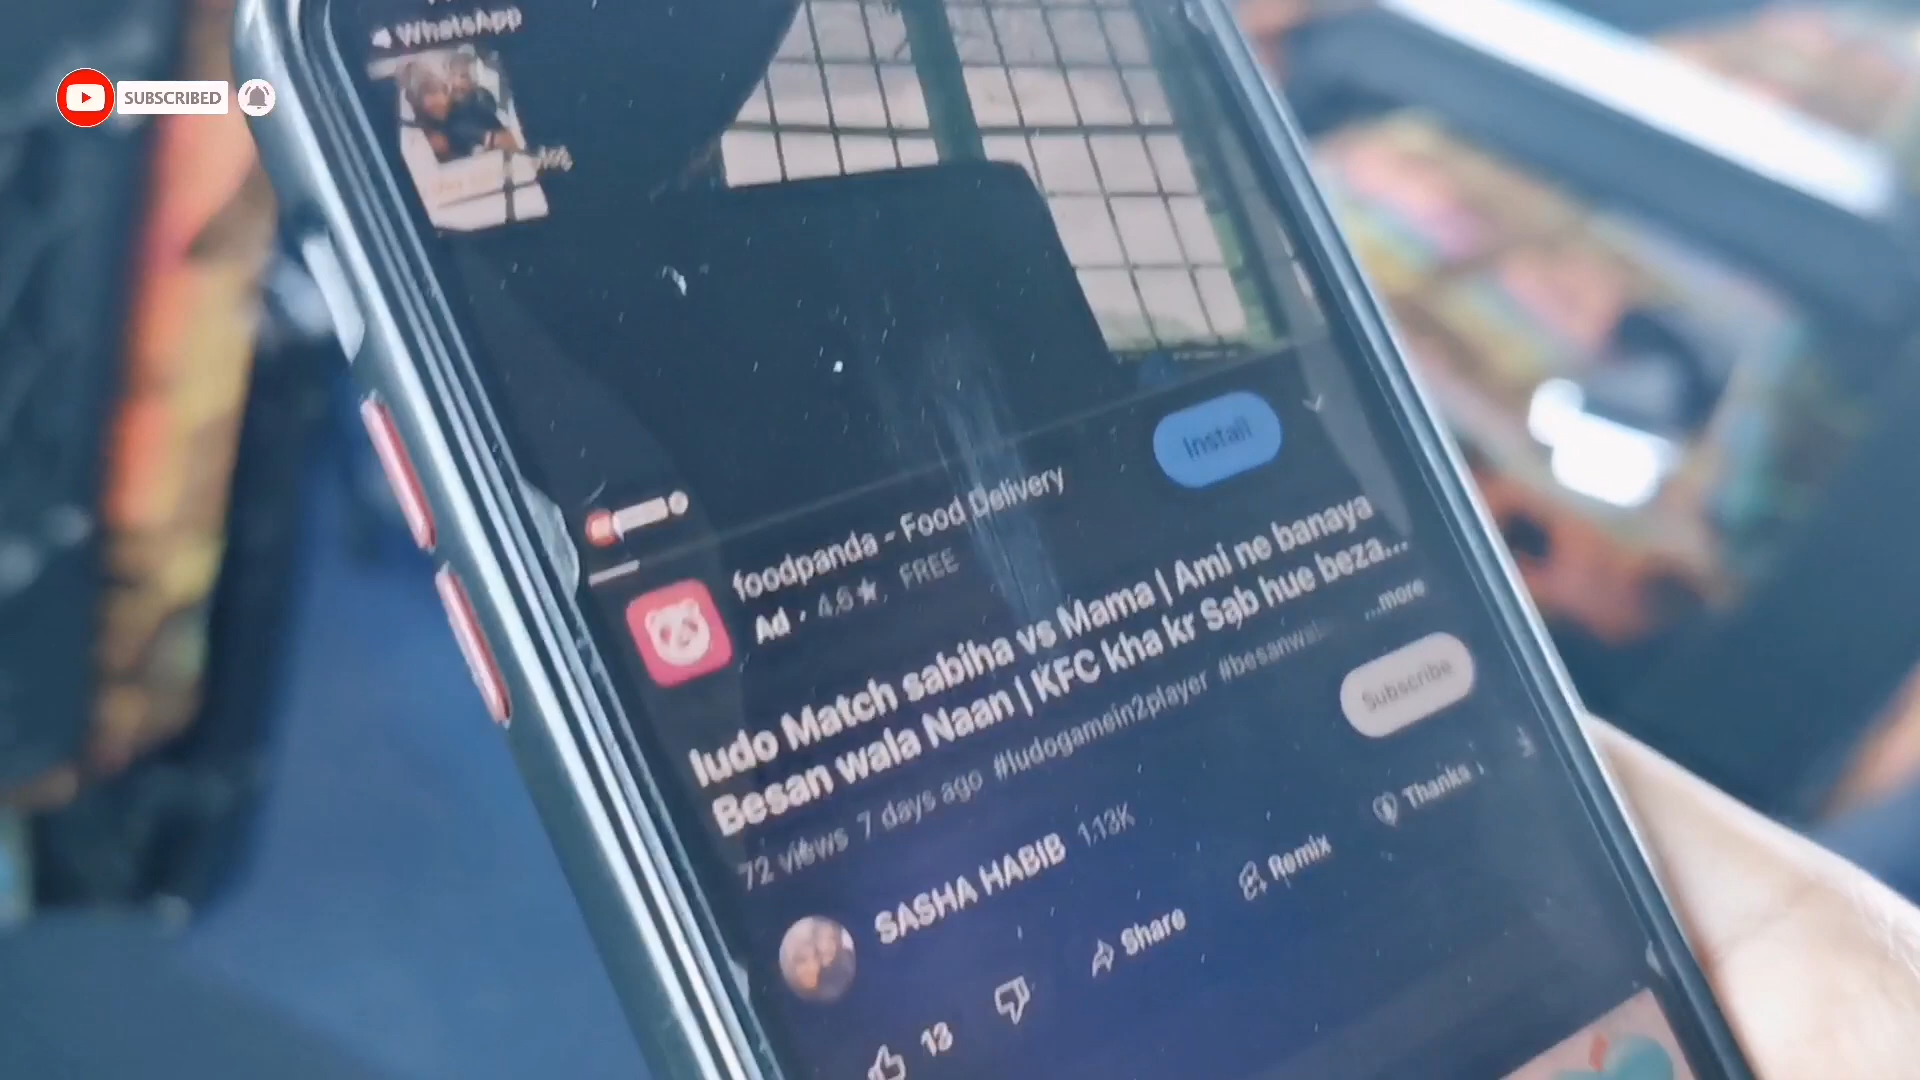 WhatsApp
SUBSCRIBED
Install
foodpanda - Food Delivery
Ad · 4.6★ FREE
ludo Match sabiha vs Mama | Ami ne banaya
Besan wala Naan | KFC kha kr Sab hue beza...
72 views 7 days ago #ludogamein2player #besanwal ...more
SASHA HABIB 1.13K
Subscribe
13
Share
Remix
Thanks